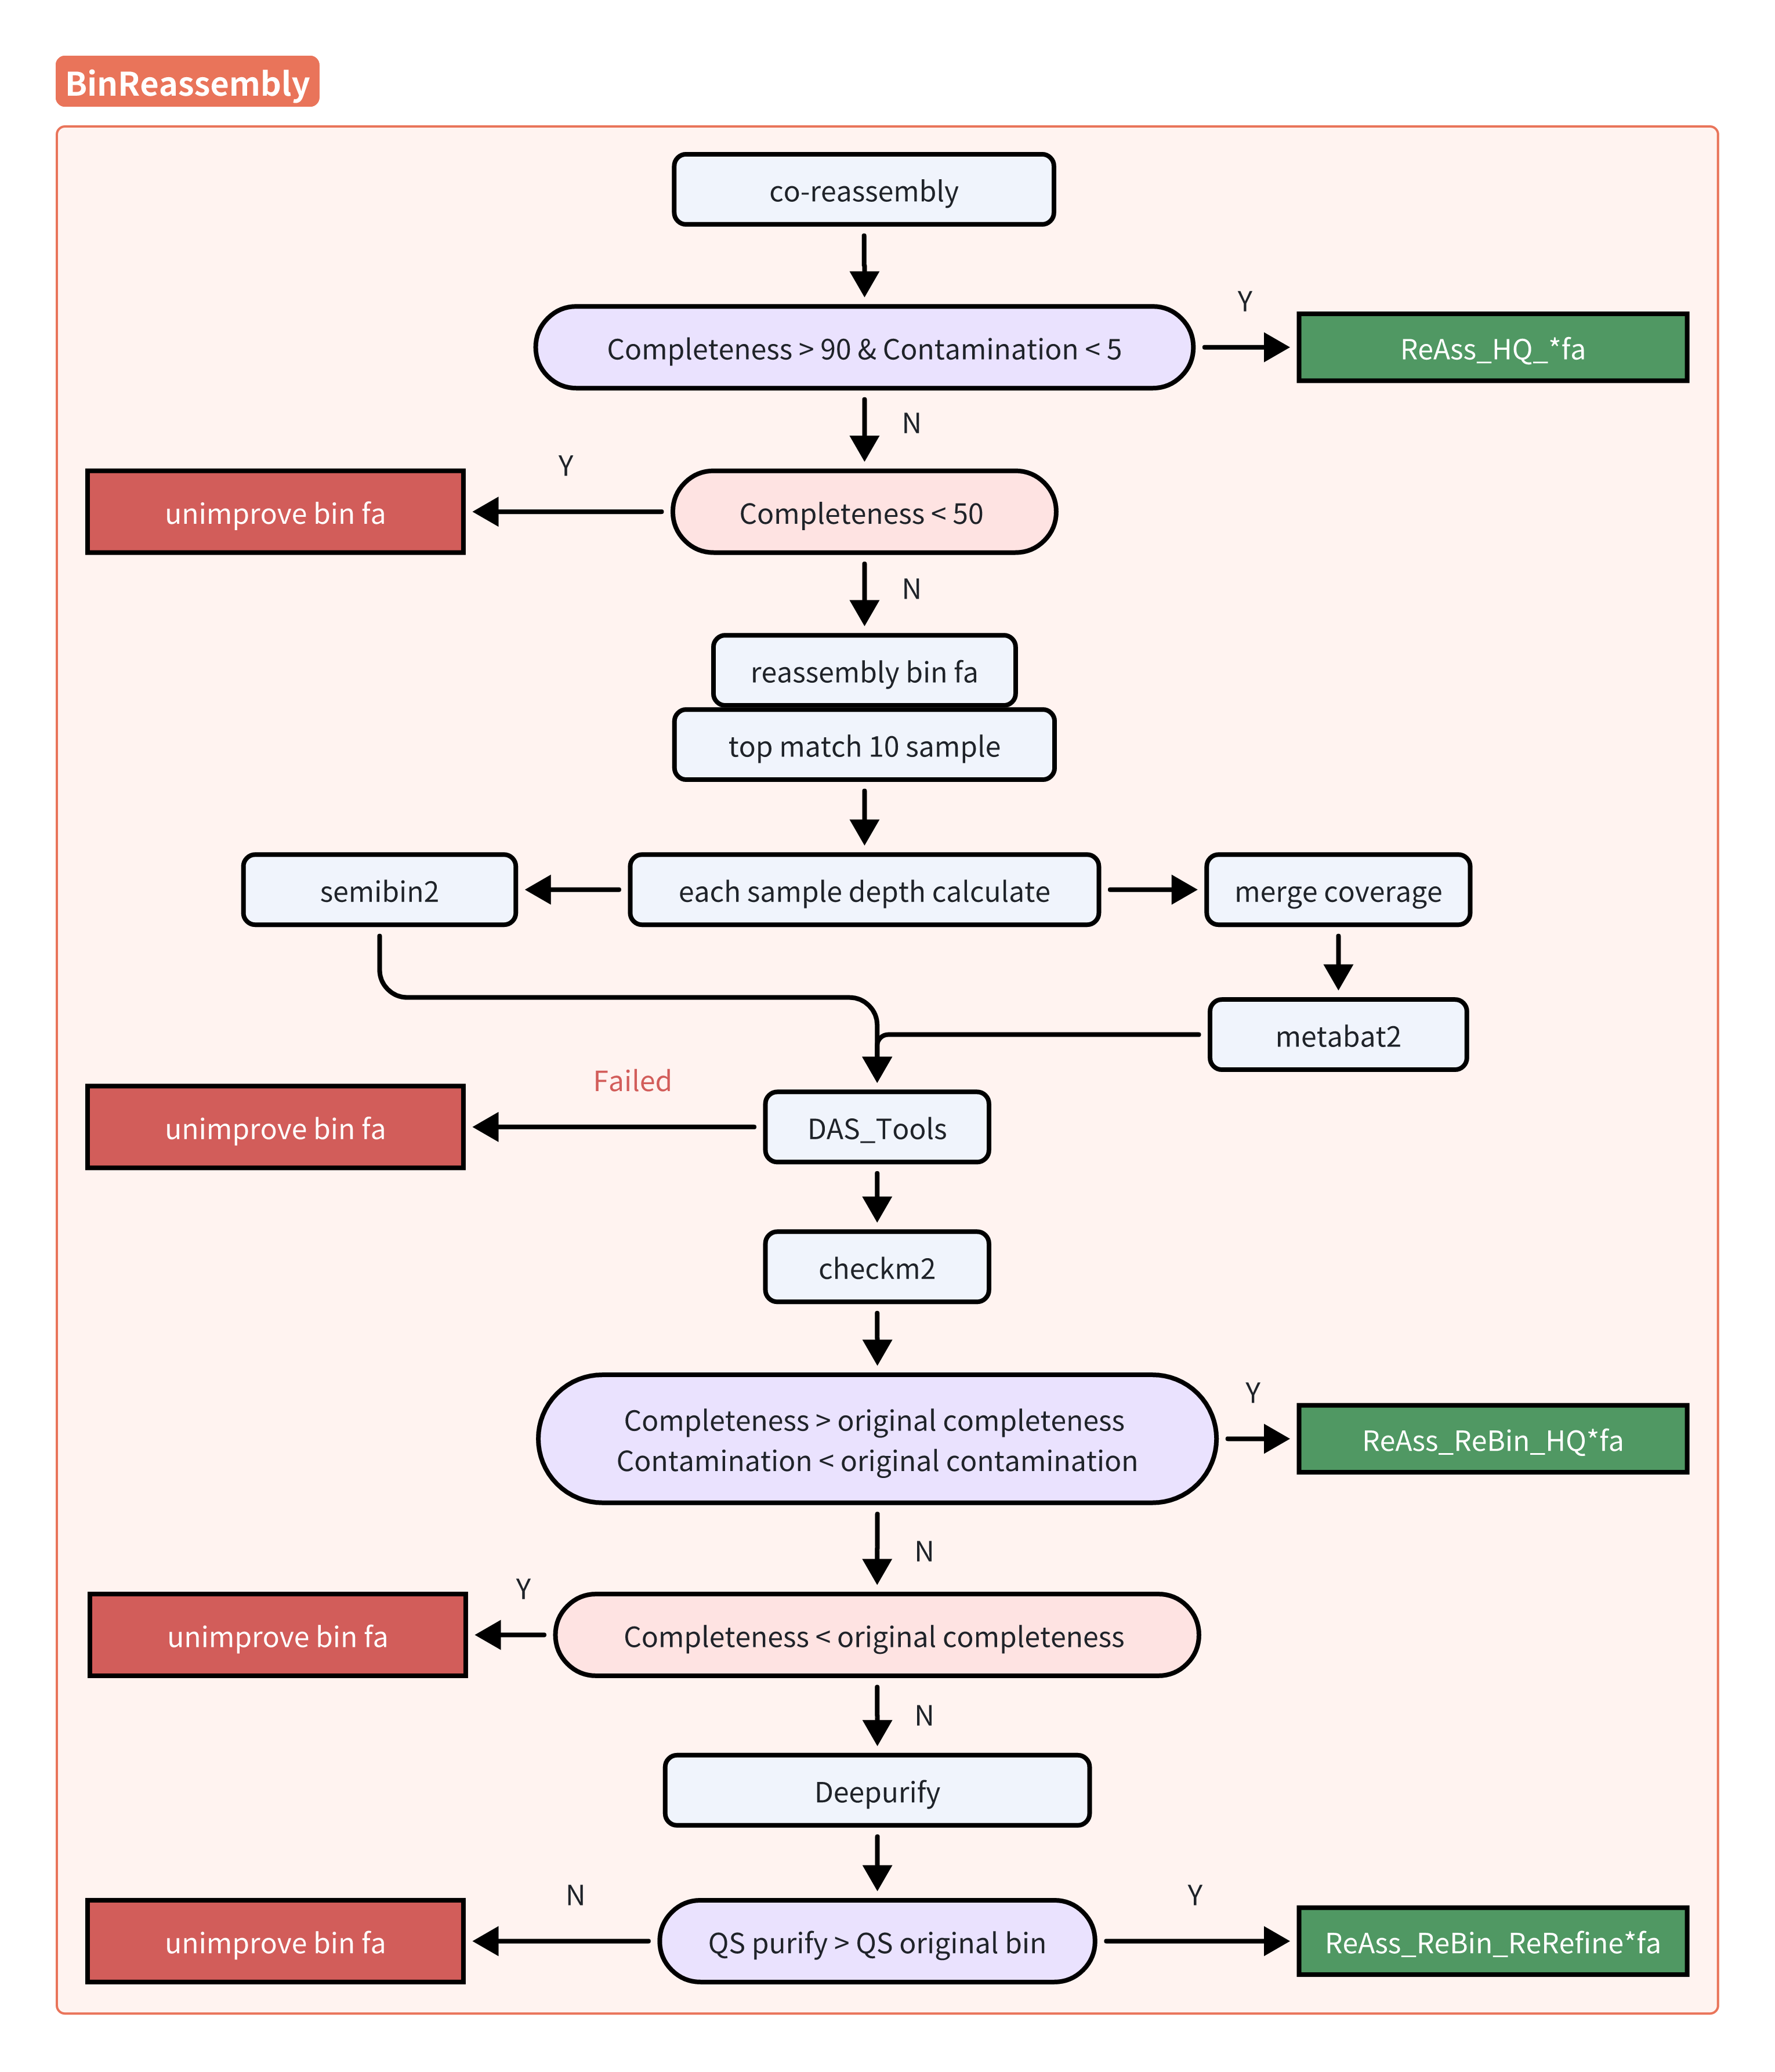 BinReassembly
co-reassembly
Completeness > 90 & Contamination < 5
Y
ReAss_HQ_*fa
N
Y
unimprove bin fa
Completeness < 50
N
reassembly bin fa
top match 10 sample
semibin2
each sample depth calculate
merge coverage
metabat2
Failed
unimprove bin fa
DAS_Tools
checkm2
Y
Completeness > original completeness
Contamination < original contamination
ReAss_ReBin_HQ*fa
N
Y
unimprove bin fa
Completeness < original completeness
N
Deepurify
N
Y
unimprove bin fa
QS purify > QS original bin
ReAss_ReBin_ReRefine*fa